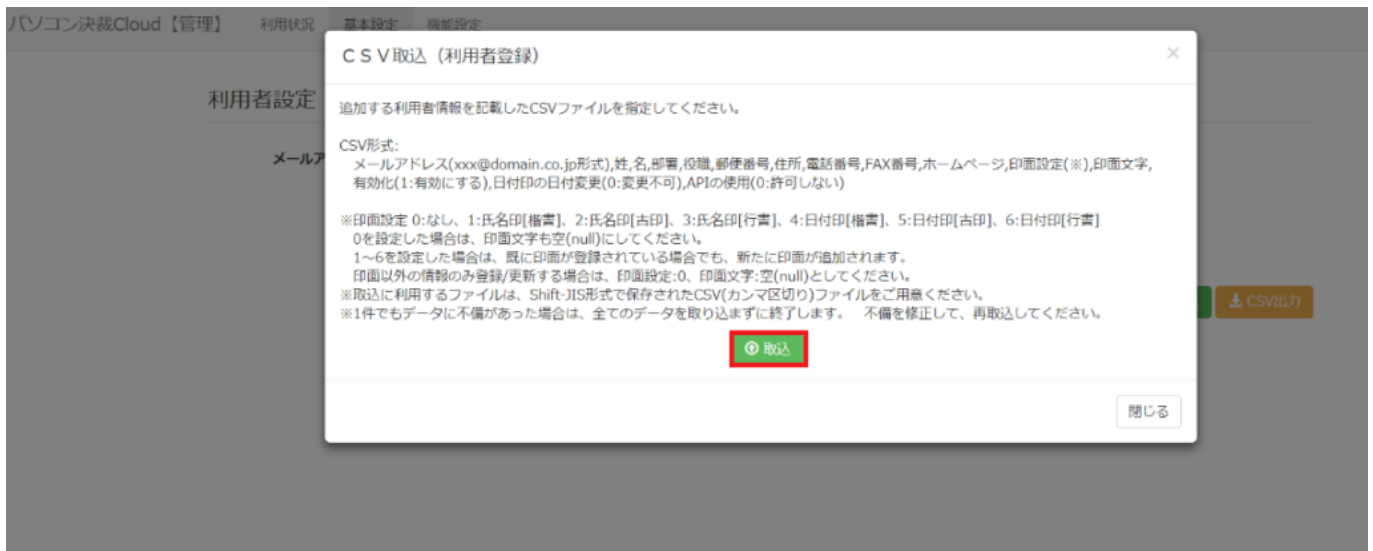 パソコン決裁Cloud【管理】 利用状況 基本設定 機能設定
CSV取込（利用者登録） ×
利用者設定
追加する利用者情報を記載したCSVファイルを指定してください。
メールア
CSV形式:
メールアドレス(xxx@domain.co.jp形式),姓,名,部署,役職,郵便番号,住所,電話番号,FAX番号,ホームページ,印面設定(※),印面文字,
有効化(1:有効にする),日付印の日付変更(0:変更不可),APIの使用(0:許可しない)
※印面設定 0:なし、1:氏名印[楷書]、2:氏名印[古印]、3:氏名印[行書]、4:日付印[楷書]、5:日付印[古印]、6:日付印[行書]
0を設定した場合は、印面文字も空(null)にしてください。
1～6を設定した場合は、既に印面が登録されている場合でも、新たに印面が追加されます。
印面以外の情報のみ登録/更新する場合は、印面設定:0、印面文字:空(null)としてください。
※取込に利用するファイルは、Shift-JIS形式で保存されたCSV(カンマ区切り)ファイルをご用意ください。
CSV出力
※1件でもデータに不備があった場合は、全てのデータを取り込まずに終了します。 不備を修正して、再取込してください。
取込
閉じる